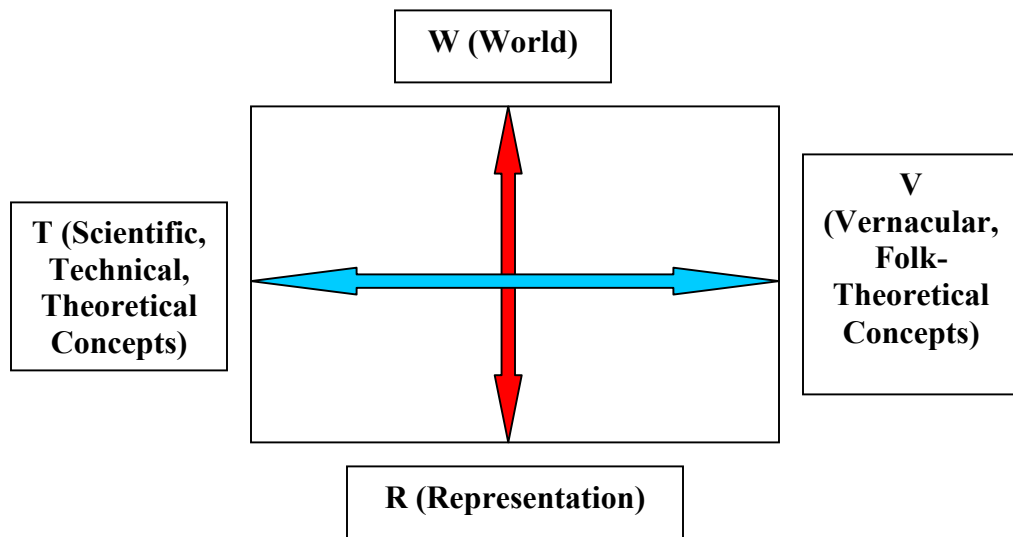 W (World)
T (Scientific,
Technical,
Theoretical
Concepts)
V
(Vernacular,
Folk-
Theoretical
Concepts)
R (Representation)